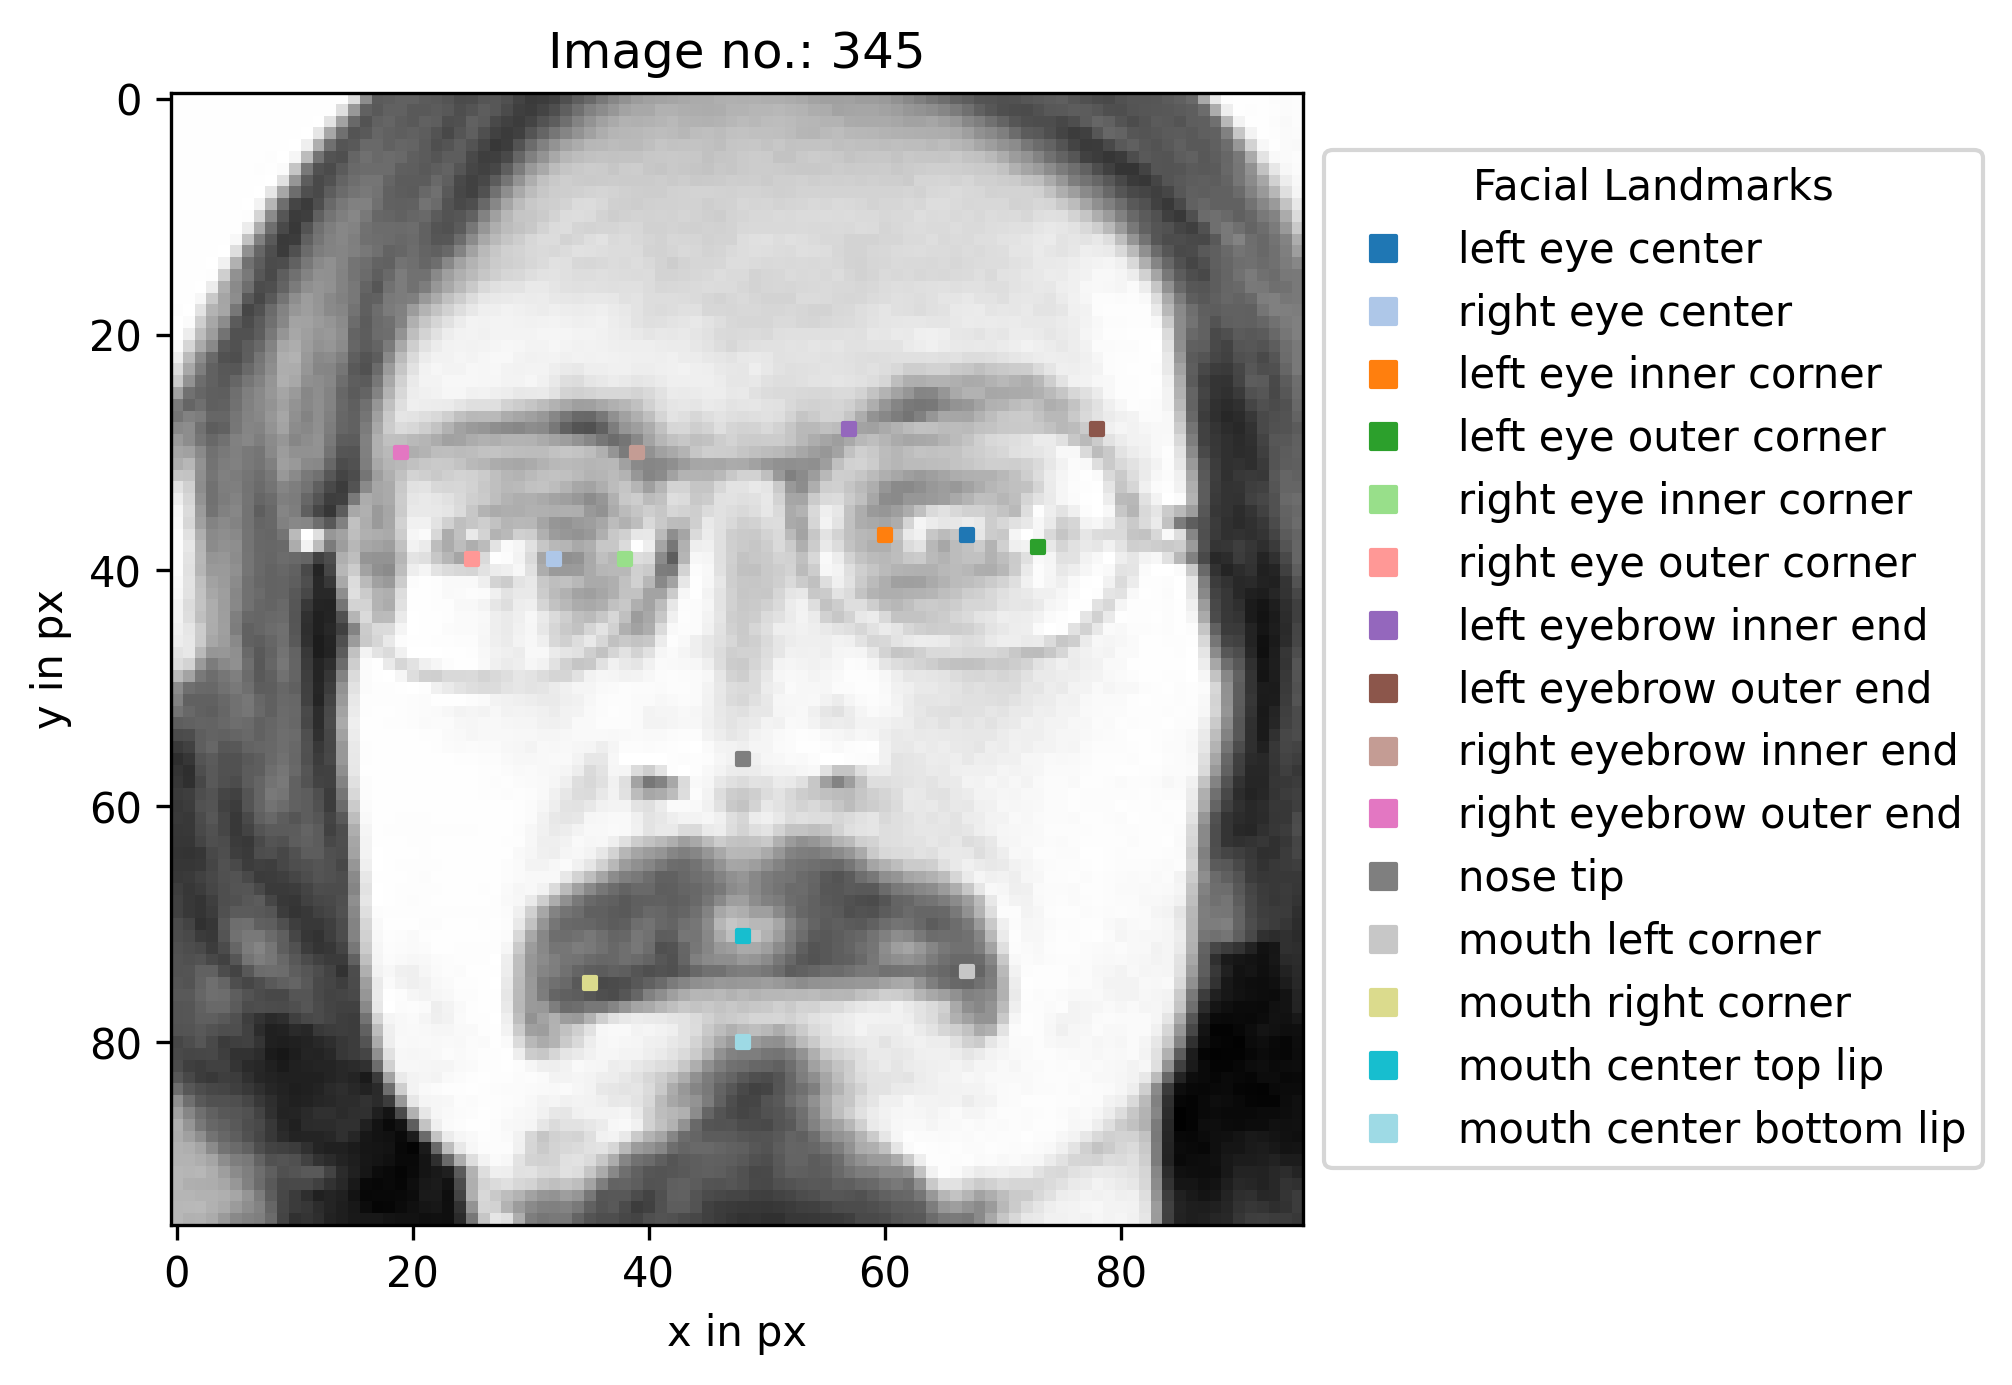 Image no.: 345
0
20
40
60
80
y in px
0 20 40 60 80
x in px
Facial Landmarks
left eye center
right eye center
left eye inner corner
left eye outer corner
right eye inner corner
right eye outer corner
left eyebrow inner end
left eyebrow outer end
right eyebrow inner end
right eyebrow outer end
nose tip
mouth left corner
mouth right corner
mouth center top lip
mouth center bottom lip